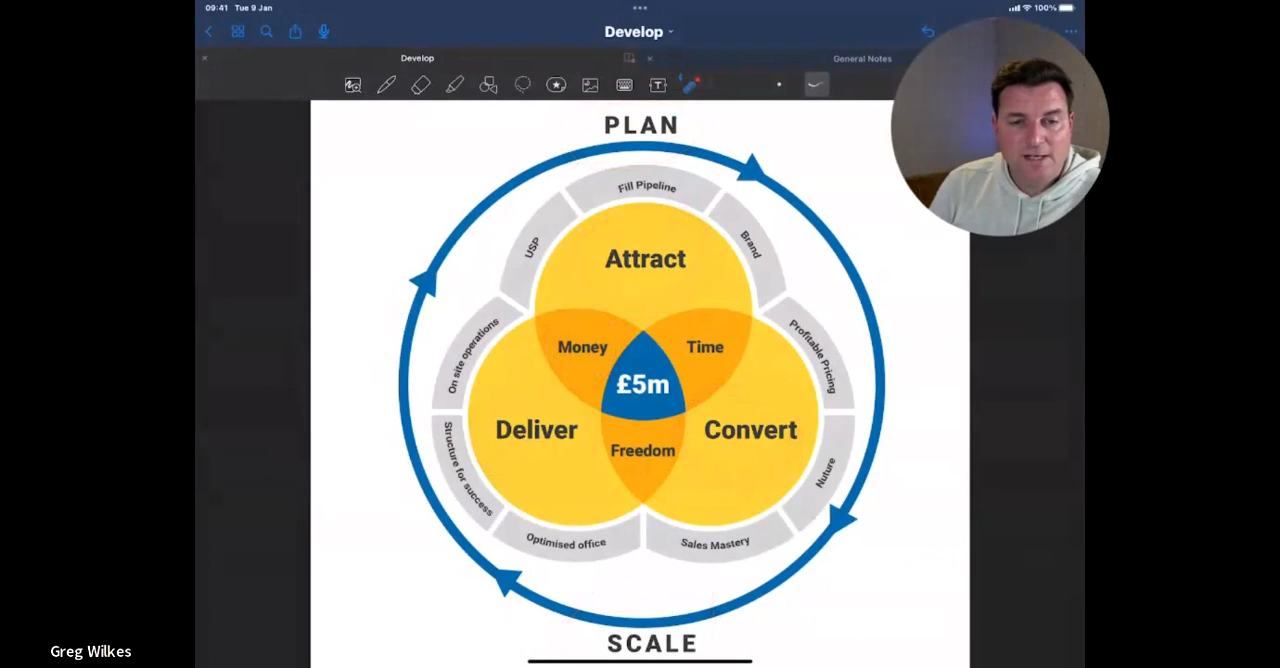 09:41 Tue 9 Jan
100%
Develop
Develop
General Notes
T
PLAN
Fill Pipeline
USP
Brand
Attract
On site operations
Profitable Pricing
Money
Time
£5m
Deliver
Convert
Freedom
Structure for success
Nuture
Optimised office
Sales Mastery
SCALE
Greg Wilkes